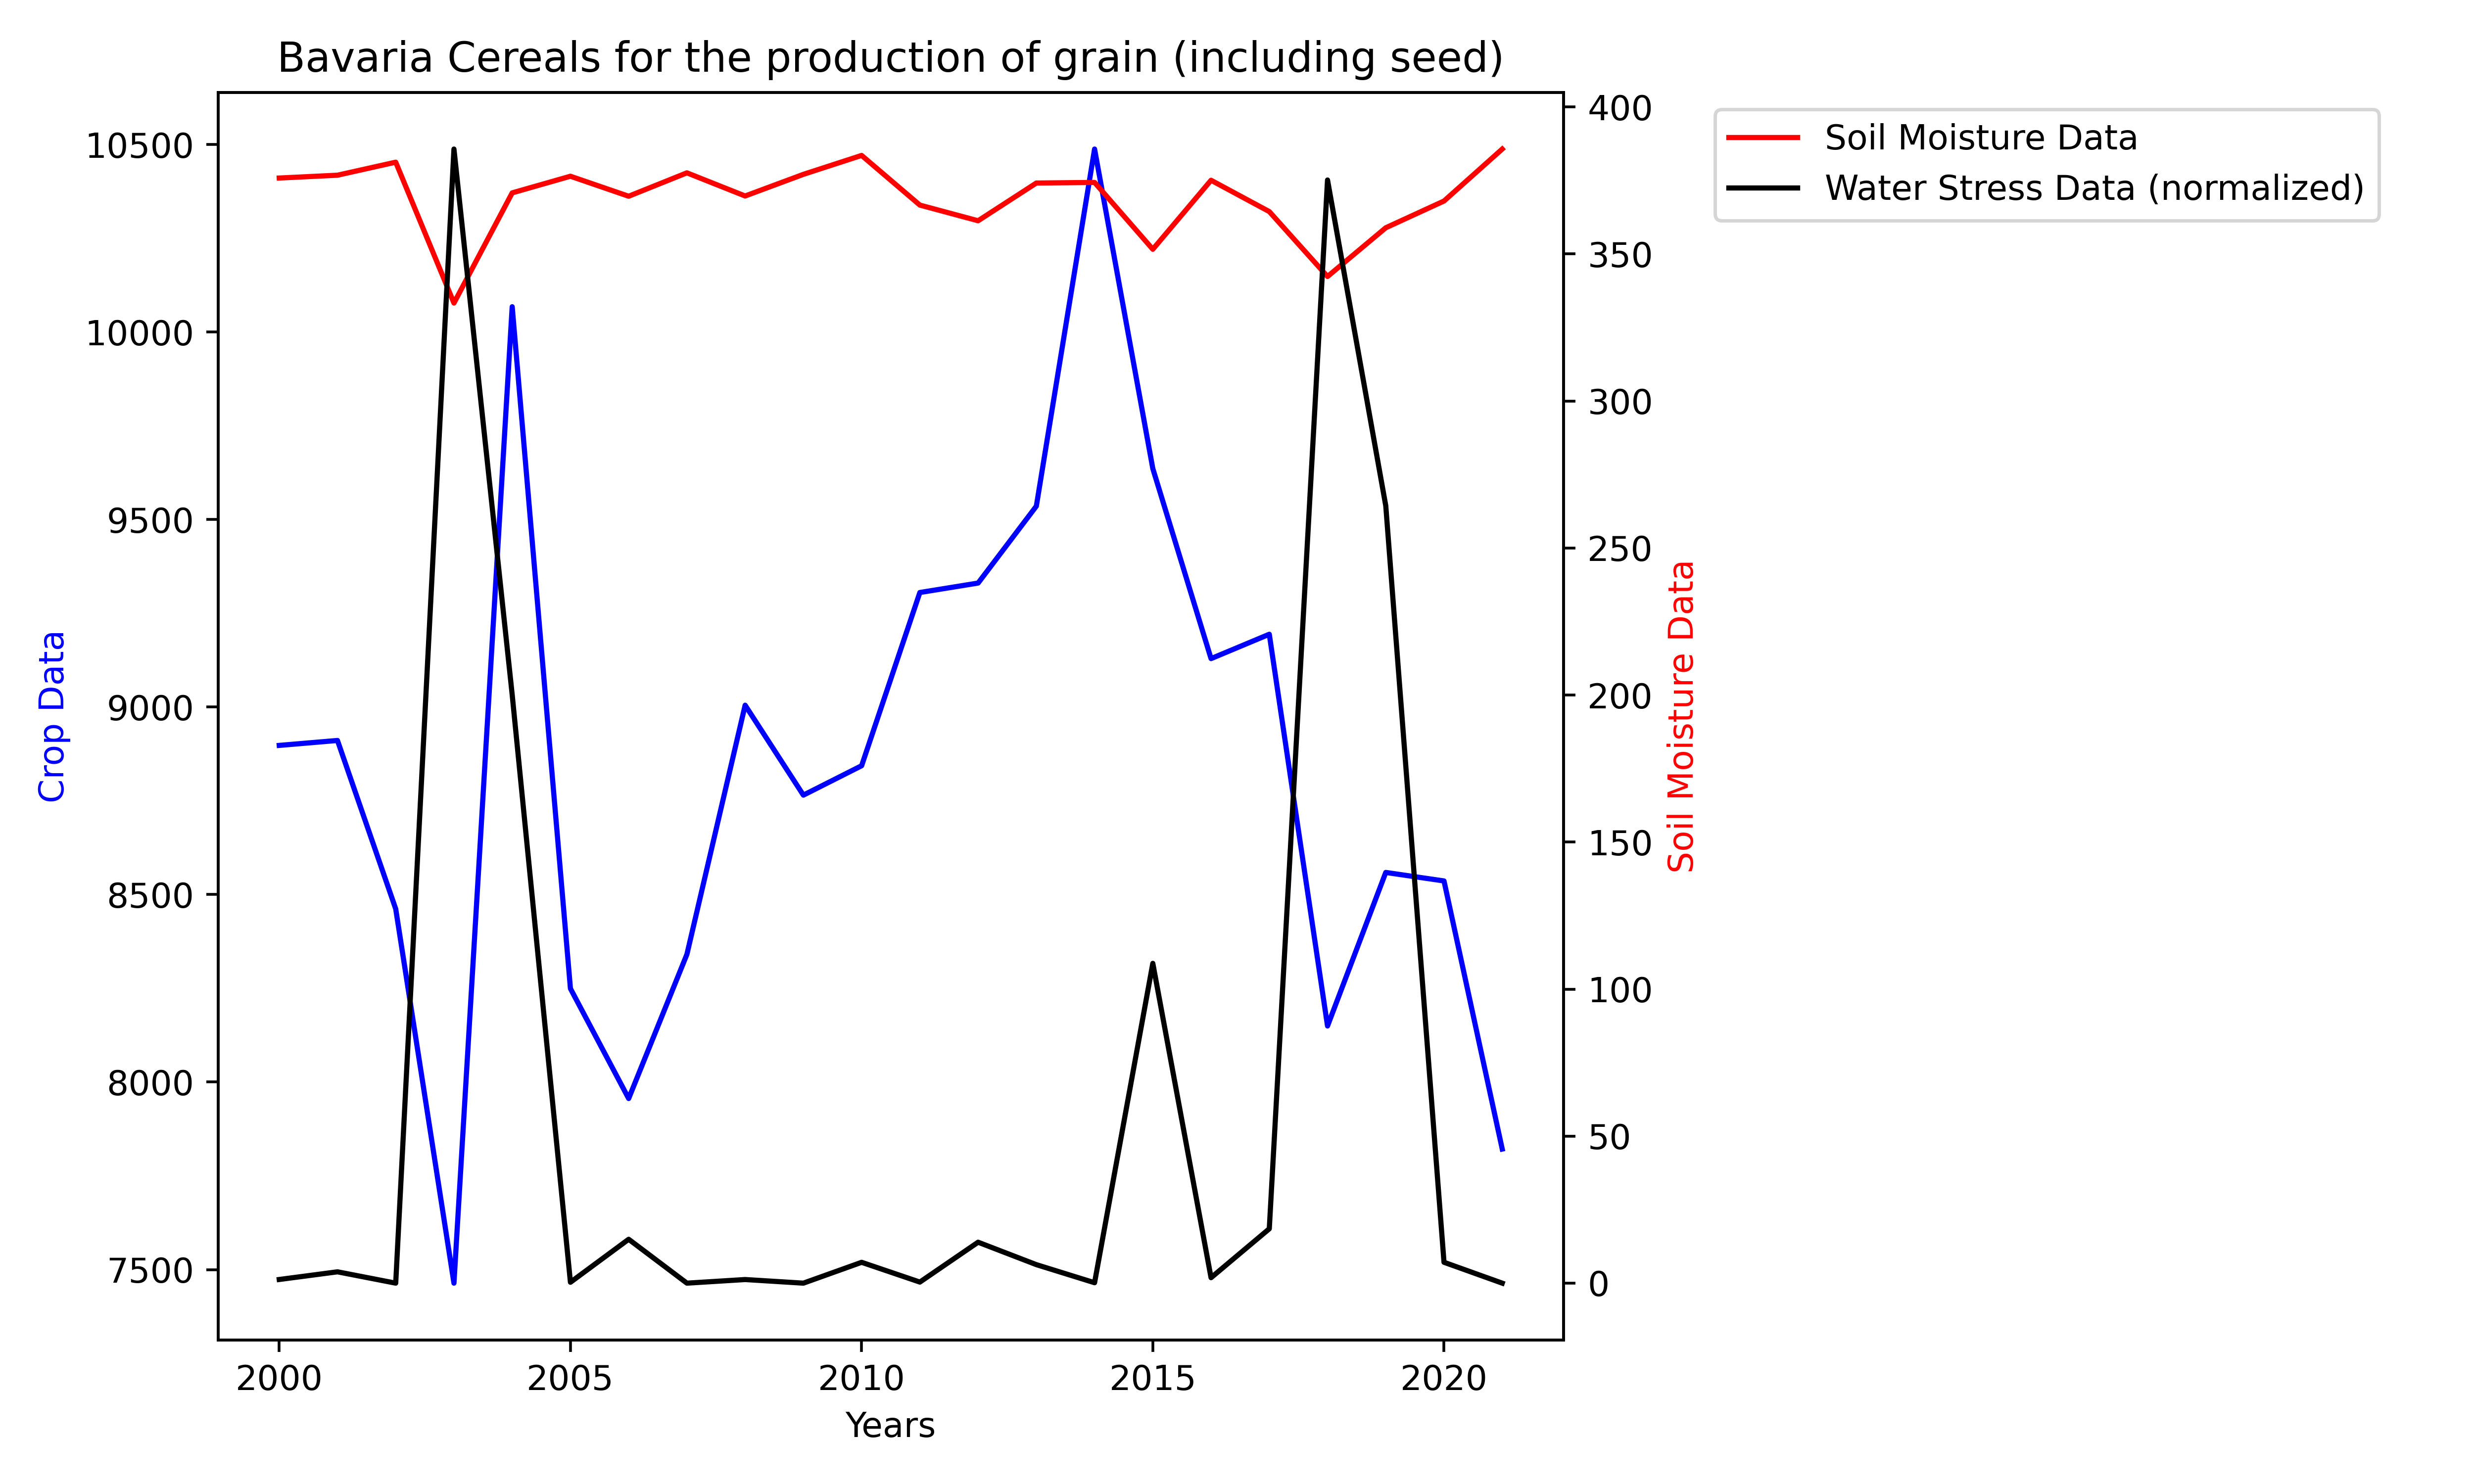 Bavaria Cereals for the production of grain (including seed)
Soil Moisture Data
Water Stress Data (normalized)
Crop Data
10500
10000
9500
9000
8500
8000
7500
400
350
300
250
200
150
100
50
0
Soil Moisture Data
2000 2005 2010 2015 2020
Years